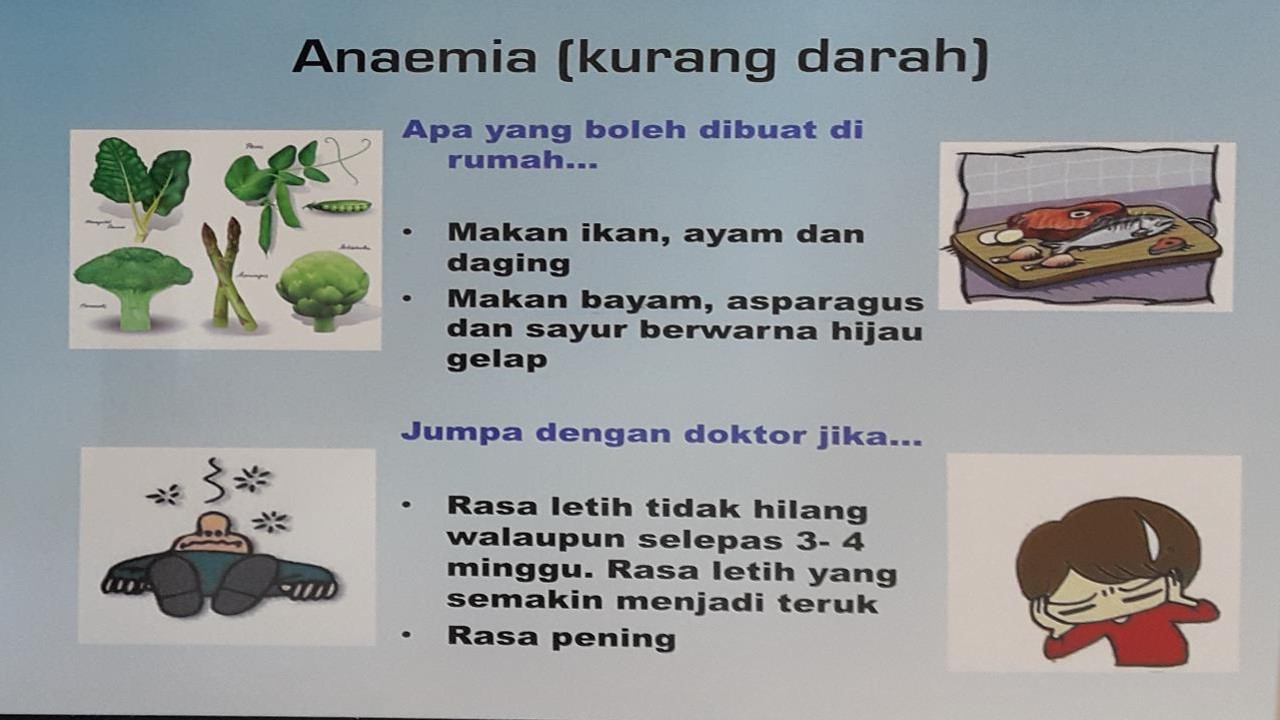 Anaemia (kurang darah)
Apa yang boleh dibuat di
rumah...
• Makan ikan, ayam dan
daging
• Makan bayam, asparagus
dan sayur berwarna hijau
gelap
Jumpa dengan doktor jika...
• Rasa letih tidak hilang
walaupun selepas 3- 4
minggu. Rasa letih yang
semakin menjadi teruk
• Rasa pening